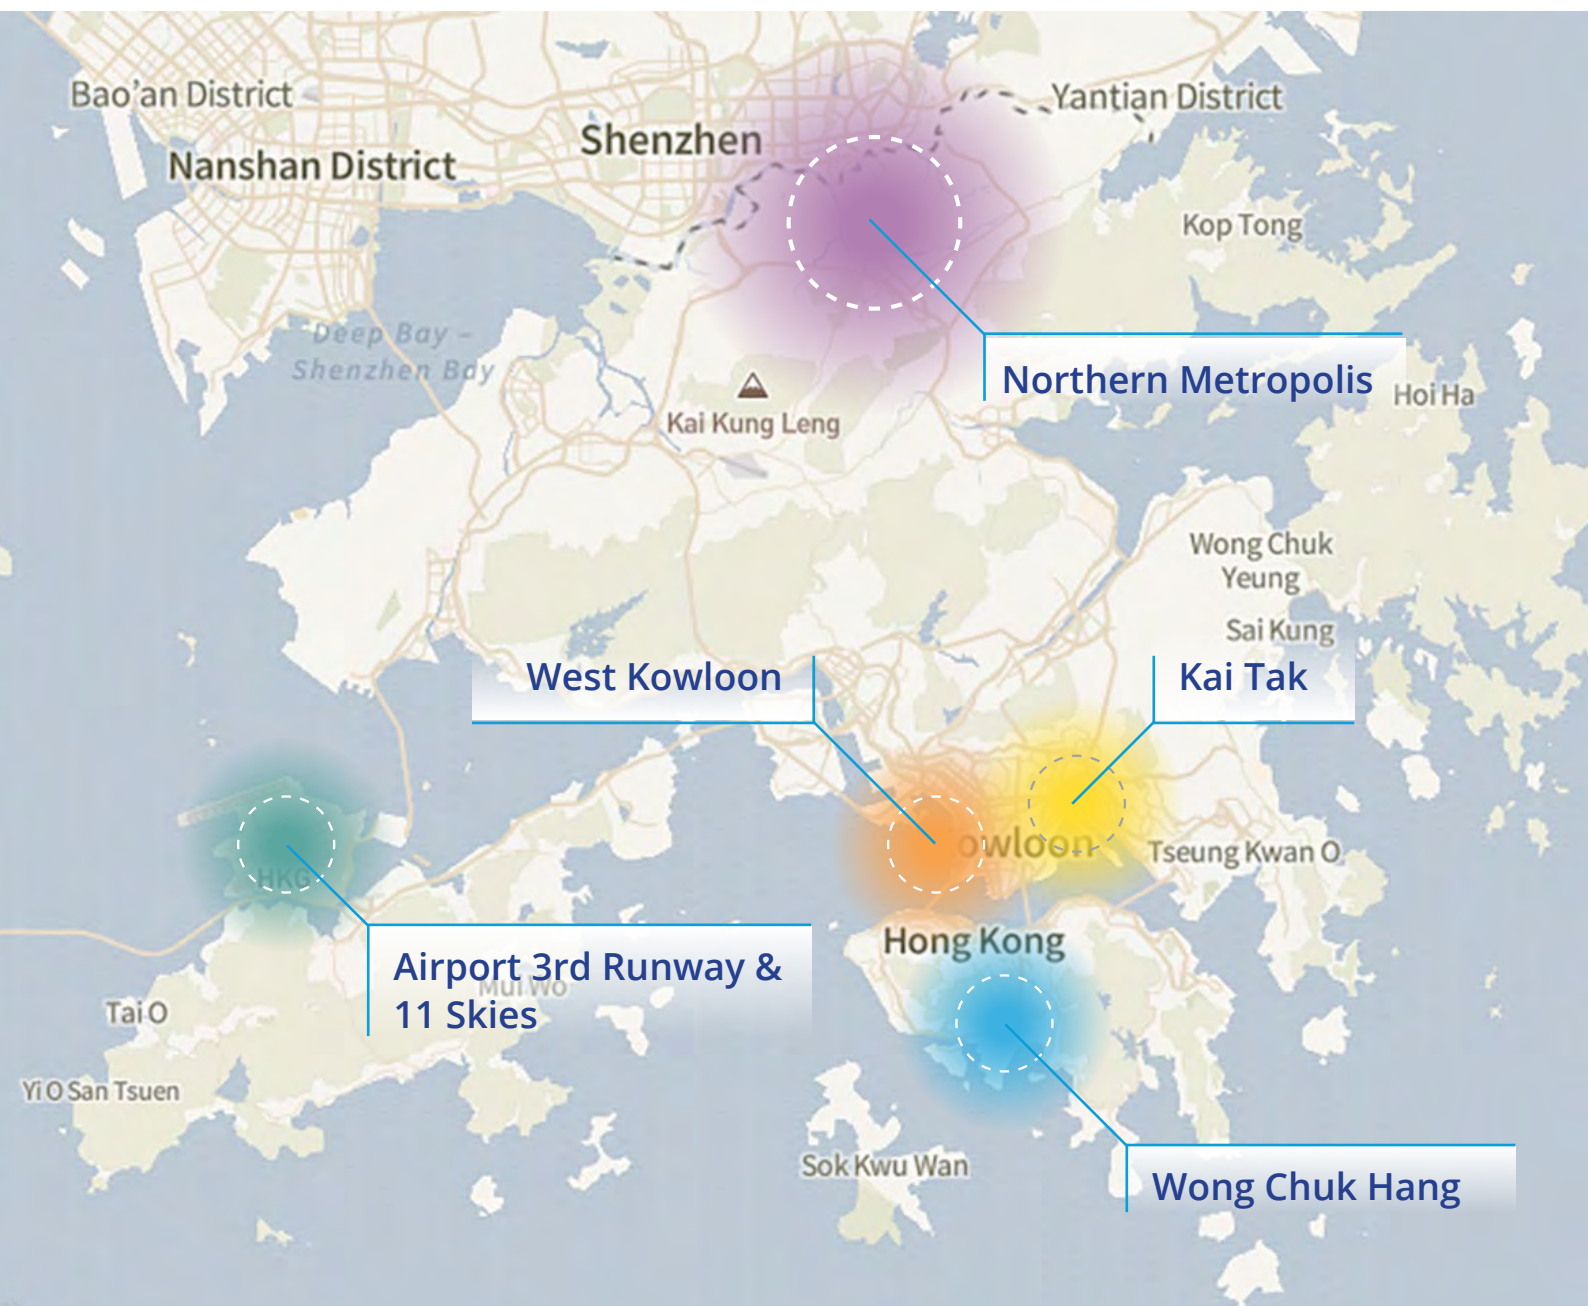 Bao'an District
Yantian District
Shenzhen
Nanshan District
Kop Tong
Deep Bay –
Shenzhen Bay
Northern Metropolis
Hoi Ha
Kai Kung Leng
Wong Chuk
Yeung
Sai Kung
West Kowloon
Kai Tak
owloon
Tseung Kwan O
HKG
Hong Kong
Airport 3rd Runway &
11 Skies
Mui Wo
Tai O
Yi O San Tsuen
Sok Kwu Wan
Wong Chuk Hang